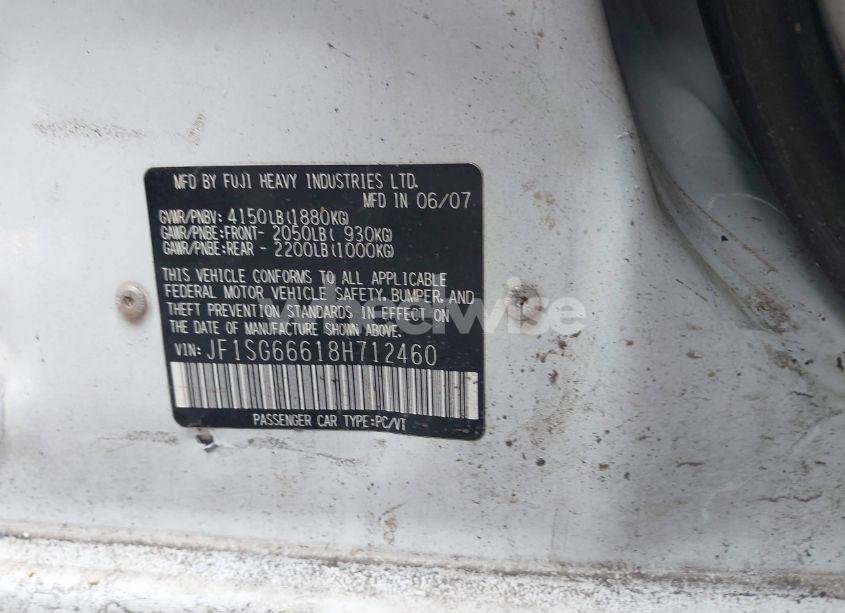 MFD BY FUJI HEAVY INDUSTRIES LTD.
MFD IN 06/07
GVWR/PNBV: 4150LB(1880KG)
GAWR/PNBE:FRONT- 2050LB( 930KG)
GAWR/PNBE:REAR - 2200LB(1000KG)
THIS VEHICLE CONFORMS TO ALL APPLICABLE
FEDERAL MOTOR VEHICLE SAFETY, BUMPER, AND
THEFT PREVENTION STANDARDS IN EFFECT ON
THE DATE OF MANUFACTURE SHOWN ABOVE.
VIN: JF1SG66618H712460
PASSENGER CAR TYPE:PC/VT